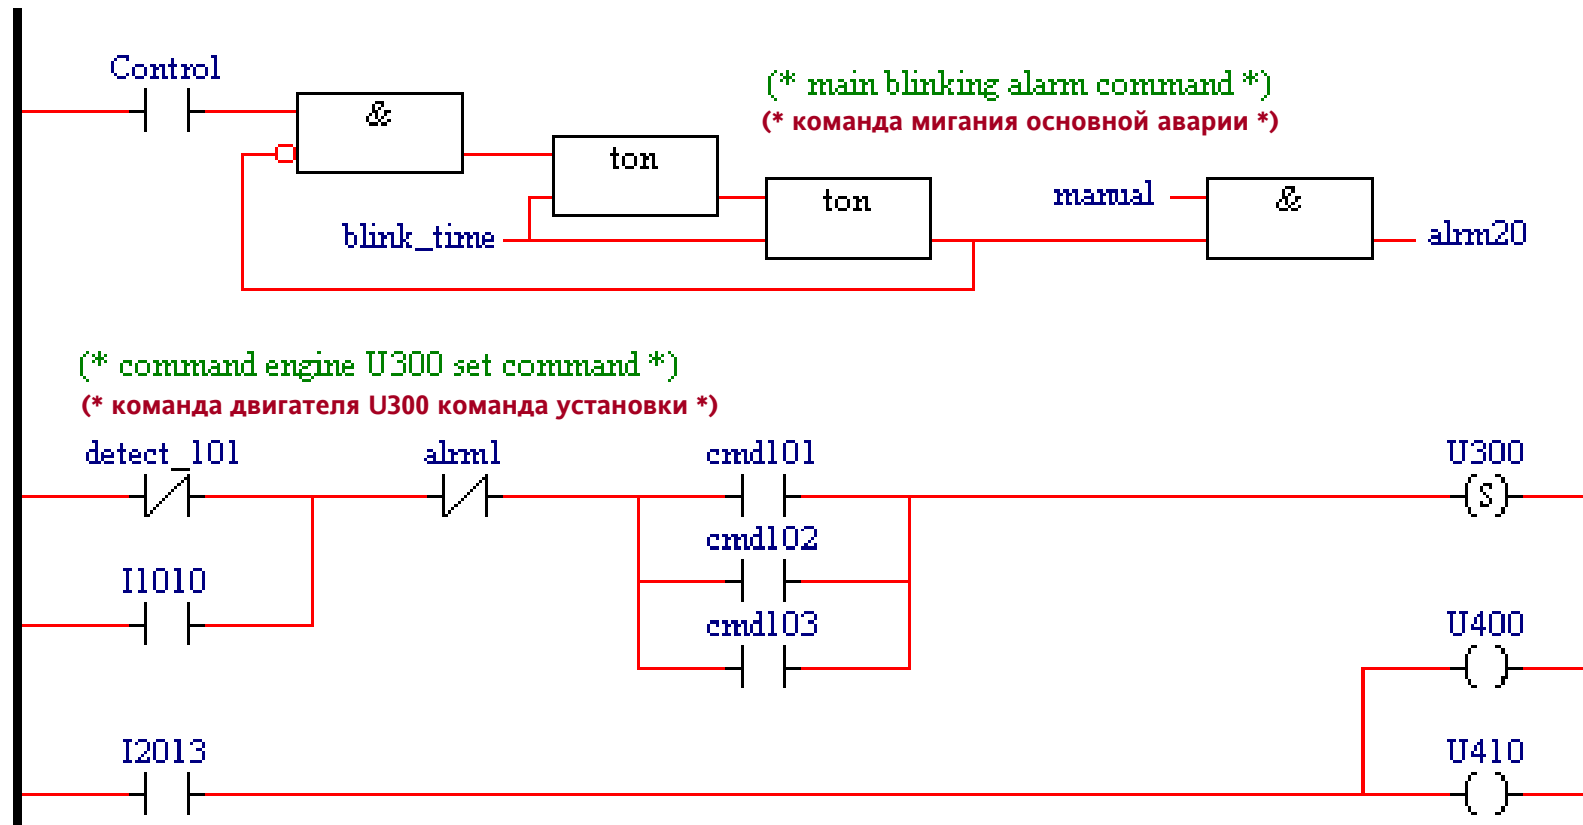 Control
(* main blinking alarm command *)
(* команда мигания основной аварии *)
&
ton
ton
manual
&
blink_time
alrm20
(* command engine U300 set command *)
(* команда двигателя U300 команда установки *)
detect_101
alrm1
cmd101
U300
S
cmd102
I1010
cmd103
U400
I2013
U410